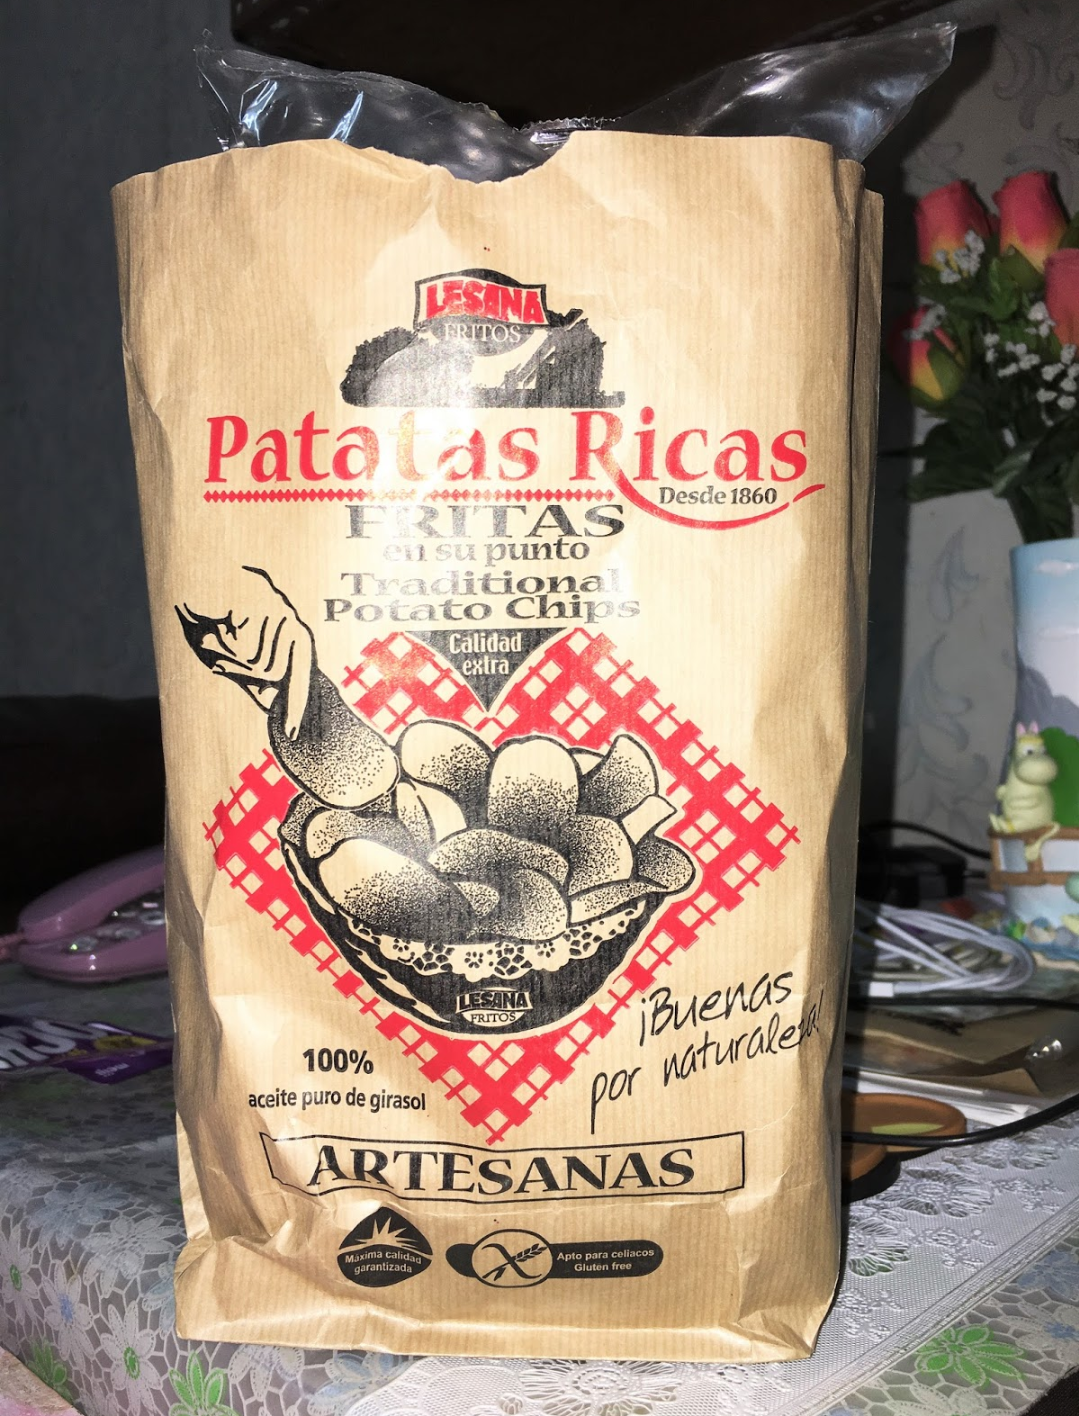 LESANA
FRITOS
Patatas Ricas
Desde 1860
FRITAS
en su punto
Traditional
Potato Chips
Calidad
extra
LESANA
FRITOS
¡Buenas
por naturaleza!
100%
aceite puro de girasol
ARTESANAS
Máxima calidad
garantizada
Apto para celiacos
Gluten free